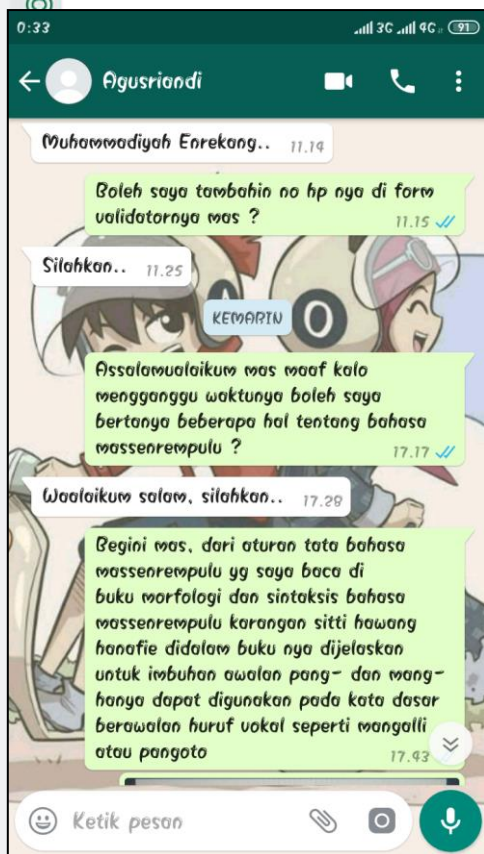 0:33 3G 4G 91
Agusriandi
Muhammadiyah Enrekang.. 11.14
Boleh saya tambahin no hp nya di form
validatornya mas ? 11.15
Silahkan.. 11.25
KEMARIN
O
Assalamualaikum mas maaf kalo
mengganggu waktunya boleh saya
bertanya beberapa hal tentang bahasa
massenrempulu ? 17.17
Waalaikum salam, silahkan.. 17.28
Begini mas, dari aturan tata bahasa
massenrempulu yg saya baca di
buku morfologi dan sintaksis bahasa
massenrempulu karangan sitti hawang
hanafie didalam buku nya dijelaskan
untuk imbuhan awalan pang- dan mang-
hanya dapat digunakan pada kata dasar
berawalan huruf vokal seperti mangalli
atau pangoto 17.43
Ketik pesan